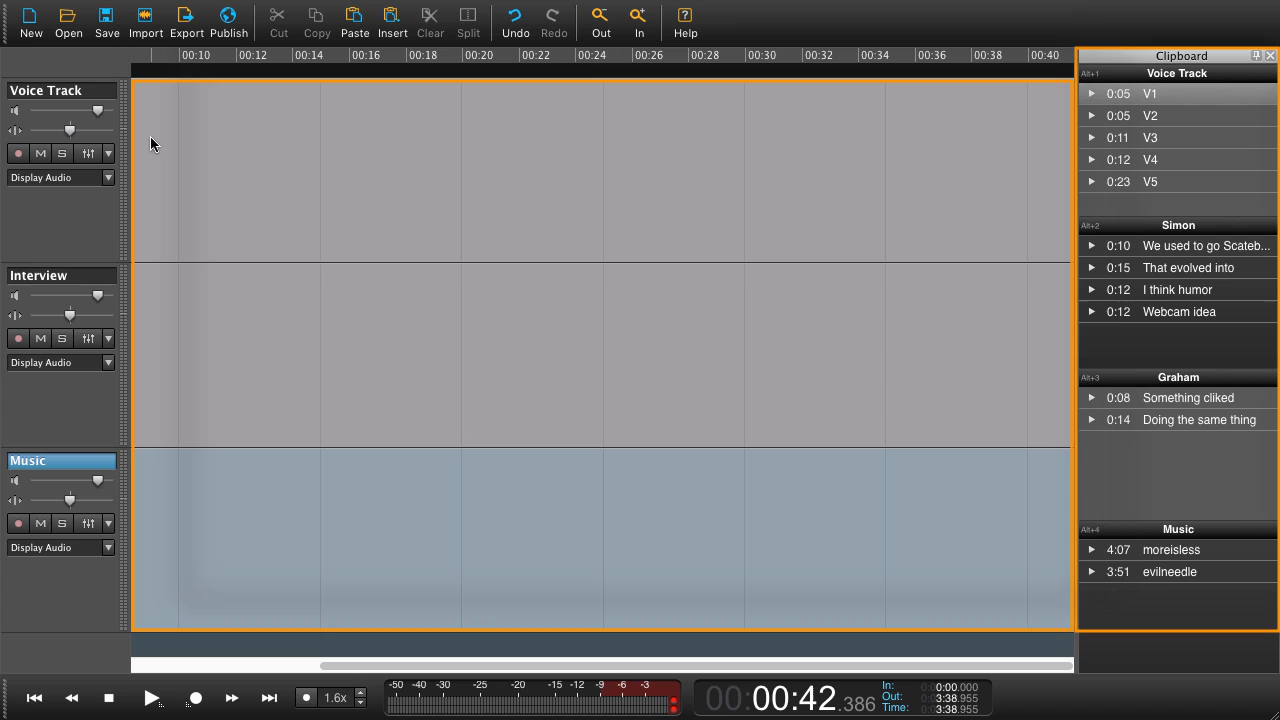 New Open Save Import Export Publish Cut Copy Paste Insert Clear Split Undo Redo Out In Help
00:10 00:12 00:14 00:16 00:18 00:20 00:22 00:24 00:26 00:28 00:30 00:32 00:34 00:36 00:38 00:40
Voice Track
M S
Display Audio
Interview
M S
Display Audio
Music
M S
Display Audio
Clipboard
Alt+1 Voice Track
0:05 V1
0:05 V2
0:11 V3
0:12 V4
0:23 V5
Alt+2 Simon
0:10 We used to go Scateb...
0:15 That evolved into
0:12 I think humor
0:12 Webcam idea
Alt+3 Graham
0:08 Something cliked
0:14 Doing the same thing
Alt+4 Music
4:07 moreisless
3:51 evilneedle
1.6x
-50 -40 -30 -25 -20 -15 -12 -9 -6 -3
00:00:42.386
In: 0:00.000
Out: 3:38.955
Time: 3:38.955